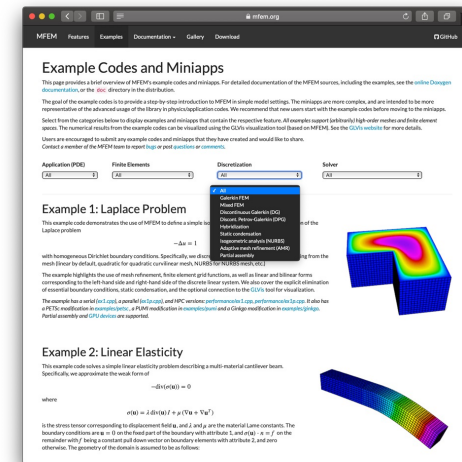 mfem.org
MFEM Features Examples Documentation Gallery Download GitHub
Example Codes and Miniapps
This page provides a brief overview of MFEM's example codes and miniapps. For detailed documentation of the MFEM sources, including the examples, see the online Doxygen
documentation, or the doc directory in the distribution.
The goal of the example codes is to provide a step-by-step introduction to MFEM in simple model settings. The miniapps are more complex, and are intended to be more
representative of the advanced usage of the library in physics/application codes. We recommend that new users start with the example codes before moving to the miniapps.
Select from the categories below to display examples and miniapps that contain the respective feature. All examples support (arbitrarily) high-order meshes and finite element
spaces. The numerical results from the example codes can be visualized using the GLVis visualization tool (based on MFEM). See the GLVis website for more details.
Users are encouraged to submit any example codes and miniapps that they have created and would like to share.
Contact a member of the MFEM team to report bugs or post questions or comments.
Application (PDE) Finite Elements Discretization Solver
All All All All
✓ All
Galerkin FEM
Mixed FEM
Discontinuous Galerkin (DG)
Discont. Petrov-Galerkin (DPG)
Hybridization
Static condensation
Isogeometric analysis (NURBS)
Adaptive mesh refinement (AMR)
Partial assembly
Example 1: Laplace Problem
This example code demonstrates the use of MFEM to define a simple iso of the
Laplace problem
−Δu = 1
with homogeneous Dirichlet boundary conditions. Specifically, we discre ng from the
mesh (linear by default, quadratic for quadratic curvilinear mesh, NURBS for NURBS mesh, etc.)
The example highlights the use of mesh refinement, finite element grid functions, as well as linear and bilinear forms
corresponding to the left-hand side and right-hand side of the discrete linear system. We also cover the explicit elimination
of essential boundary conditions, static condensation, and the optional connection to the GLVis tool for visualization.
The example has a serial (ex1.cpp), a parallel (ex1p.cpp), and HPC versions: performance/ex1.cpp, performance/ex1p.cpp. It also has
a PETSc modification in examples/petsc, a PUMI modification in examples/pumi and a Ginkgo modification in examples/ginkgo.
Partial assembly and GPU devices are supported.
Example 2: Linear Elasticity
This example code solves a simple linear elasticity problem describing a multi-material cantilever beam.
Specifically, we approximate the weak form of
−div(σ(u)) = 0
where
σ(u) = λ div(u) I + μ (∇u + ∇uᵀ)
is the stress tensor corresponding to displacement field u, and λ and μ are the material Lame constants. The
boundary conditions are u = 0 on the fixed part of the boundary with attribute 1, and σ(u) · n = f on the
remainder with f being a constant pull down vector on boundary elements with attribute 2, and zero
otherwise. The geometry of the domain is assumed to be as follows: